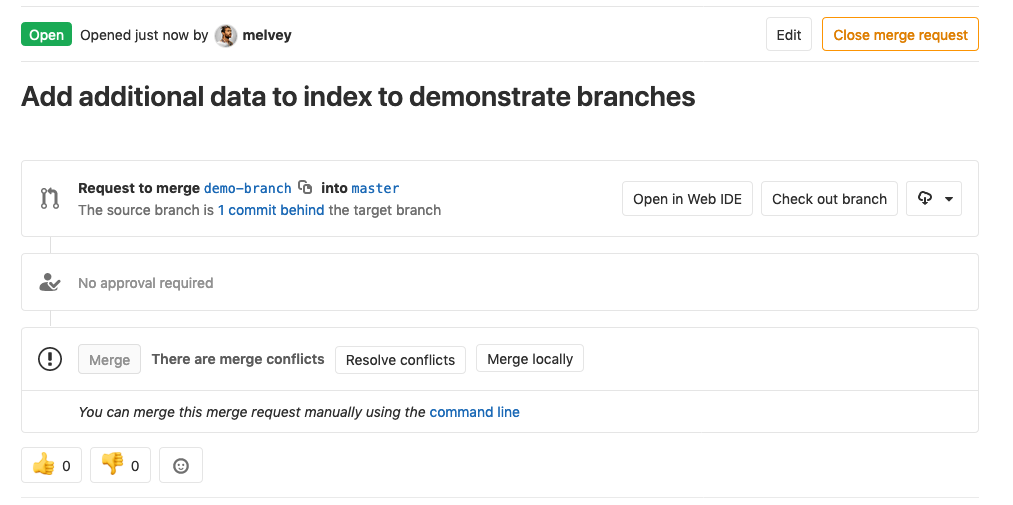 Open Opened just now by melvey Edit Close merge request
Add additional data to index to demonstrate branches
Request to merge demo-branch into master
The source branch is 1 commit behind the target branch
Open in Web IDE Check out branch
No approval required
Merge There are merge conflicts Resolve conflicts Merge locally
You can merge this merge request manually using the command line
0 0